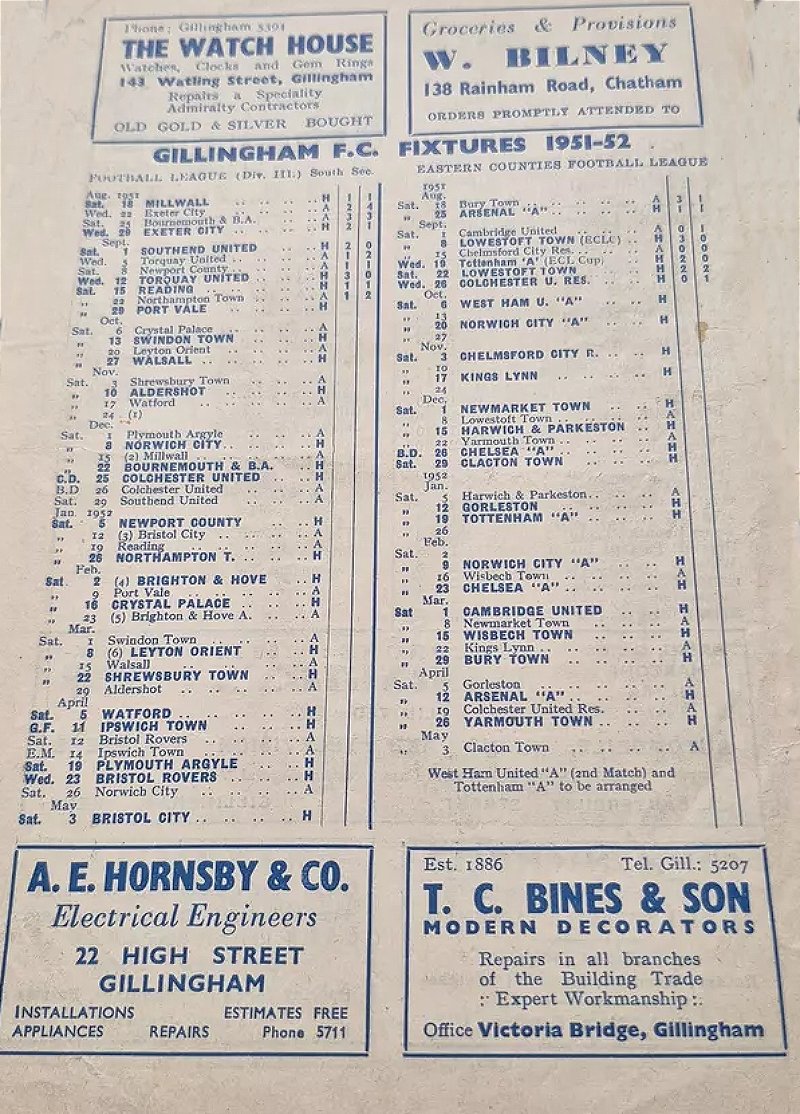 Phone: Gillingham 5391
THE WATCH HOUSE
Watches, Clocks and Gem Rings
143 Watling Street, Gillingham
Repairs a Speciality
Admiralty Contractors
OLD GOLD & SILVER BOUGHT
Groceries & Provisions
W. BILNEY
138 Rainham Road, Chatham
ORDERS PROMPTLY ATTENDED TO
GILLINGHAM F.C. FIXTURES 1951-52
FOOTBALL LEAGUE (Div. III.) South Sec.
Aug. 1951
Sat. 18 MILLWALL .. .. .. H 1 1
Wed. 22 Exeter City .. .. .. A 2 4
Sat. 25 Bournemouth & B.A. .. .. A 3 3
Wed. 29 EXETER CITY .. .. .. H 2 1
Sept.
Sat. 1 SOUTHEND UNITED .. .. H 2 0
Wed. 5 Torquay United .. .. .. A 1 2
Sat. 8 Newport County .. .. .. A 1 1
Wed. 12 TORQUAY UNITED .. .. H 3 0
Sat. 15 READING .. .. .. H 1 1
„ 22 Northampton Town .. .. A 1 2
„ 29 PORT VALE .. .. .. H
Oct.
Sat. 6 Crystal Palace .. .. .. A
„ 13 SWINDON TOWN .. .. H
„ 20 Leyton Orient .. .. .. A
„ 27 WALSALL .. .. .. H
Nov.
Sat. 3 Shrewsbury Town .. .. A
„ 10 ALDERSHOT .. .. .. H
„ 17 Watford .. .. .. A
„ 24 (1)
Dec.
Sat. 1 Plymouth Argyle .. .. .. A
„ 8 NORWICH CITY .. .. .. H
„ 15 (2) Millwall .. .. .. A
„ 22 BOURNEMOUTH & B.A. .. H
C.D. 25 COLCHESTER UNITED .. .. H
B.D 26 Colchester United .. .. A
Sat. 29 Southend United .. .. A
Jan. 1952
Sat. 5 NEWPORT COUNTY .. .. H
„ 12 (3) Bristol City .. .. .. A
„ 19 Reading .. .. .. A
„ 26 NORTHAMPTON T. .. .. H
Feb.
Sat. 2 (4) BRIGHTON & HOVE .. H
„ 9 Port Vale .. .. .. A
„ 16 CRYSTAL PALACE .. .. H
„ 23 (5) Brighton & Hove A. .. .. A
Mar.
Sat. 1 Swindon Town .. .. .. A
„ 8 (6) LEYTON ORIENT .. .. H
„ 15 Walsall .. .. .. A
„ 22 SHREWSBURY TOWN .. .. H
29 Aldershot .. .. .. A
April
Sat. 5 WATFORD .. .. .. H
G.F. 11 IPSWICH TOWN .. .. H
Sat. 12 Bristol Rovers .. .. .. A
E.M. 14 Ipswich Town .. .. .. A
Sat. 19 PLYMOUTH ARGYLE .. .. H
Wed. 23 BRISTOL ROVERS .. .. H
Sat. 26 Norwich City .. .. .. A
May
Sat. 3 BRISTOL CITY .. .. .. H
EASTERN COUNTIES FOOTBALL LEAGUE
1951
Aug.
Sat. 18 Bury Town .. .. .. A 3 1
„ 25 ARSENAL "A" .. .. .. H 1 1
Sept.
Sat. 1 Cambridge United .. .. A 0 1
„ 8 LOWESTOFT TOWN (ECLC) .. H 3 0
„ 15 Chelmsford City Res. .. .. A 0 0
Wed. 19 Tottenham 'A' (ECL Cup) H 2 0
Sat. 22 LOWESTOFT TOWN .. .. H 2 2
Wed. 26 COLCHESTER U. RES. .. H 0 1
Oct.
Sat. 6 WEST HAM U. "A" .. .. H
„ 13
„ 20 NORWICH CITY "A" .. .. H
„ 27
Nov.
Sat. 3 CHELMSFORD CITY R. .. .. H
„ 10
„ 17 KINGS LYNN .. .. .. H
„ 24
Dec.
Sat. 1 NEWMARKET TOWN .. .. H
„ 8 Lowestoft Town .. .. .. A
„ 15 HARWICH & PARKESTON .. H
„ 22 Yarmouth Town .. .. .. A
B.D. 26 CHELSEA "A" .. .. .. H
Sat. 29 CLACTON TOWN .. .. H
1952
Jan.
Sat. 5 Harwich & Parkeston .. .. A
„ 12 GORLESTON .. .. .. H
„ 19 TOTTENHAM "A" .. .. H
„ 26
Feb.
Sat. 2
„ 9 NORWICH CITY "A" .. .. H
„ 16 Wisbech Town .. .. .. A
„ 23 CHELSEA "A" .. .. .. H
Mar.
Sat 1 CAMBRIDGE UNITED .. .. H
„ 8 Newmarket Town .. .. A
„ 15 WISBECH TOWN .. .. H
„ 22 Kings Lynn .. .. .. A
„ 29 BURY TOWN .. .. .. H
April
Sat. 5 Gorleston .. .. .. A
„ 12 ARSENAL "A" .. .. .. H
„ 19 Colchester United Res. .. .. A
„ 26 YARMOUTH TOWN .. .. H
May
„ 3 Clacton Town .. .. .. A
West Ham United "A" (2nd Match) and
Tottenham "A" to be arranged
A. E. HORNSBY & CO.
Electrical Engineers
22 HIGH STREET
GILLINGHAM
INSTALLATIONS ESTIMATES FREE
APPLIANCES REPAIRS Phone 5711
Est. 1886 Tel. Gill.: 5207
T. C. BINES & SON
MODERN DECORATORS
Repairs in all branches
of the Building Trade
:: Expert Workmanship ::
Office Victoria Bridge, Gillingham